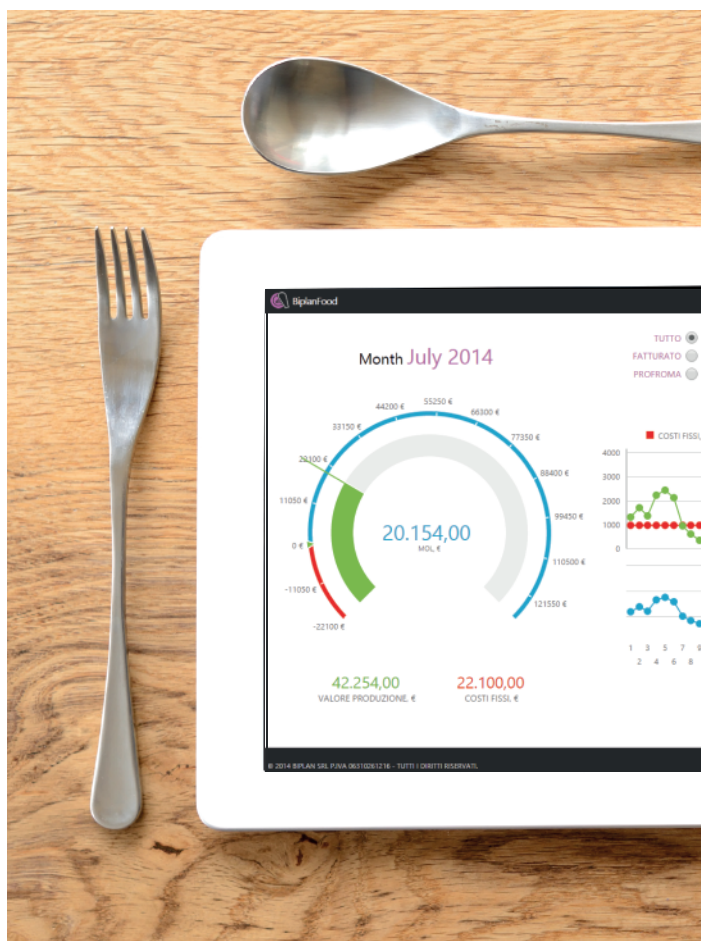 BiplanFood
Month July 2014
TUTTO
FATTURATO
PROFROMA
55250 €
44200 €
66300 €
33150 €
77350 €
22100 €
88400 €
11050 €
99450 €
0 €
110500 €
-11050 €
121550 €
-22100 €
20.154,00
MOL, €
42.254,00
VALORE PRODUZIONE, €
22.100,00
COSTI FISSI, €
COSTI FISSI,
4000
3000
2000
1000
0
1 3 5 7 9
2 4 6 8
© 2014 BIPLAN SRL P.IVA 06310261216 - TUTTI I DIRITTI RISERVATI.